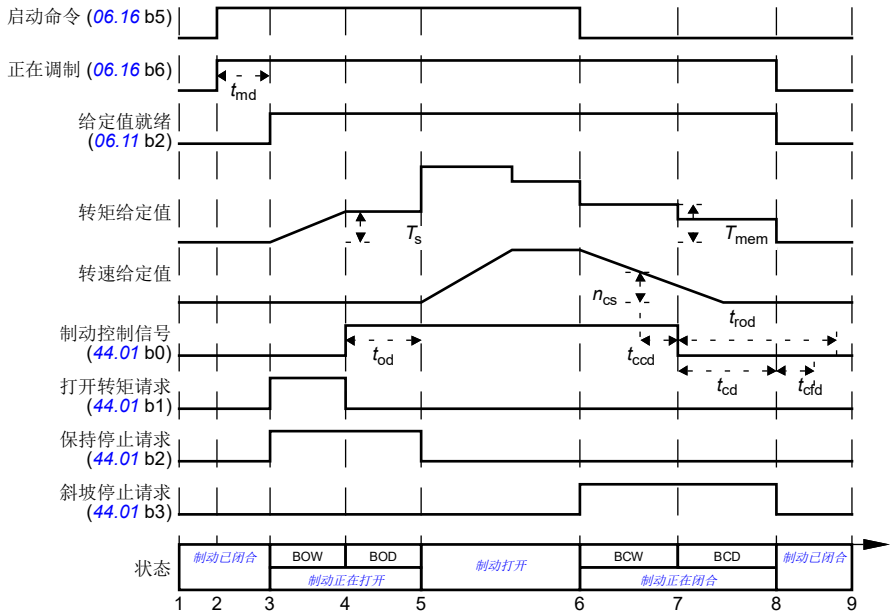 启动命令 (06.16 b5)
正在调制 (06.16 b6)
tmd
给定值就绪
(06.11 b2)
转矩给定值
Ts
Tmem
转速给定值
ncs
制动控制信号
(44.01 b0)
tod
tccd
trod
tcd
tcfd
打开转矩请求
(44.01 b1)
保持停止请求
(44.01 b2)
斜坡停止请求
(44.01 b3)
状态
制动已闭合
BOW
BOD
制动正在打开
制动打开
BCW
BCD
制动正在闭合
制动已闭合
1 2 3 4 5 6 7 8 9